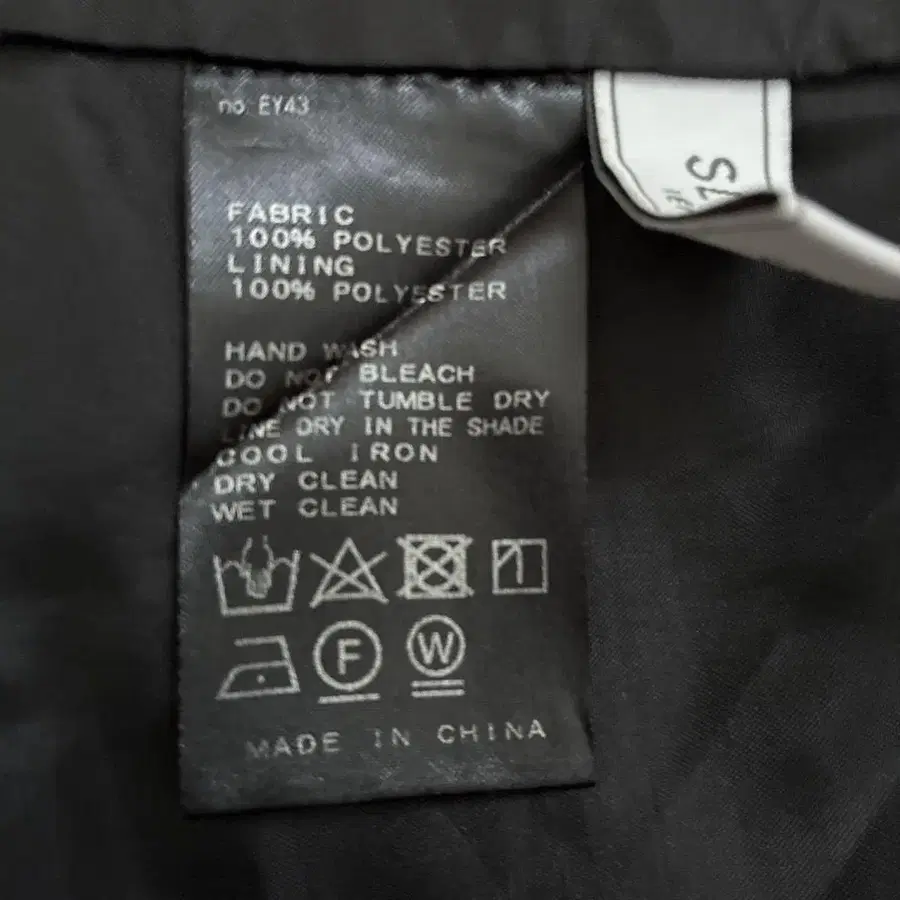 no EY43
FABRIC
100% POLYESTER
LINING
100% POLYESTER
HAND WASH
DO NOT BLEACH
DO NOT TUMBLE DRY
LINE DRY IN THE SHADE
COOL IRON
DRY CLEAN
WET CLEAN
F W
MADE IN CHINA